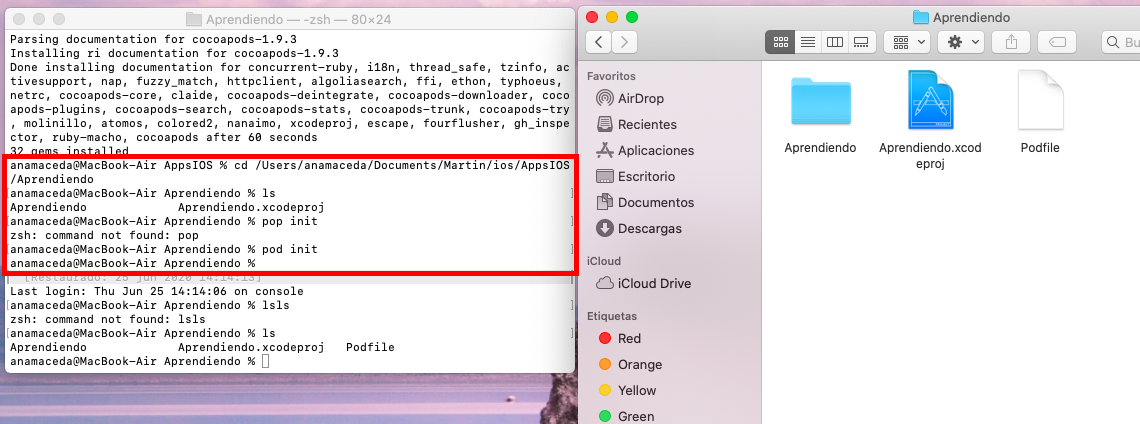 Aprendiendo — -zsh — 80×24
Parsing documentation for cocoapods-1.9.3
Installing ri documentation for cocoapods-1.9.3
Done installing documentation for concurrent-ruby, i18n, thread_safe, tzinfo, ac
tivesupport, nap, fuzzy_match, httpclient, algoliasearch, ffi, ethon, typhoeus,
netrc, cocoapods-core, claide, cocoapods-deintegrate, cocoapods-downloader, coco
apods-plugins, cocoapods-search, cocoapods-stats, cocoapods-trunk, cocoapods-try
, molinillo, atomos, colored2, nanaimo, xcodeproj, escape, fourflusher, gh_inspe
ctor, ruby-macho, cocoapods after 60 seconds
32 gems installed
anamaceda@MacBook-Air AppsIOS % cd /Users/anamaceda/Documents/Martin/ios/AppsIOS
/Aprendiendo
[anamaceda@MacBook-Air Aprendiendo % ls ]
Aprendiendo Aprendiendo.xcodeproj
[anamaceda@MacBook-Air Aprendiendo % pop init ]
zsh: command not found: pop
[anamaceda@MacBook-Air Aprendiendo % pod init ]
anamaceda@MacBook-Air Aprendiendo %
[Restaurado: 25 jun 2020 14:14:13]
Last login: Thu Jun 25 14:14:06 on console
[anamaceda@MacBook-Air Aprendiendo % lsls ]
zsh: command not found: lsls
[anamaceda@MacBook-Air Aprendiendo % ls ]
Aprendiendo Aprendiendo.xcodeproj Podfile
anamaceda@MacBook-Air Aprendiendo %
Aprendiendo
Bu
Favoritos
AirDrop
Recientes
Aplicaciones
Escritorio
Documentos
Descargas
iCloud
iCloud Drive
Etiquetas
Red
Orange
Yellow
Green
Aprendiendo
Aprendiendo.xcod
eproj
Podfile